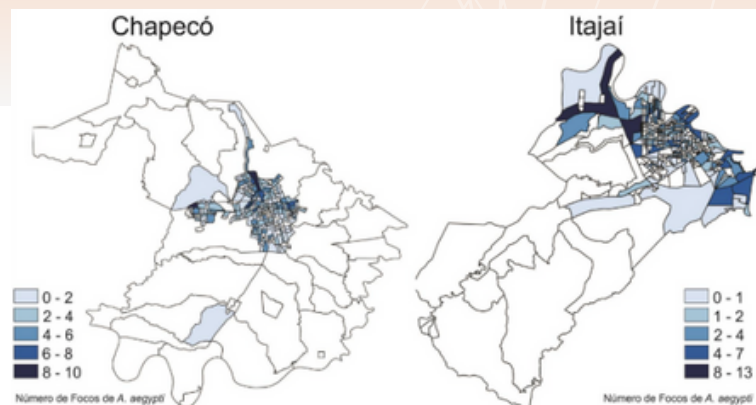 Chapecó
0 - 2
2 - 4
4 - 6
6 - 8
8 - 10
Número de Focos de A. aegypti
Itajaí
0 - 1
1 - 2
2 - 4
4 - 7
8 - 13
Número de Focos de A. aegypti